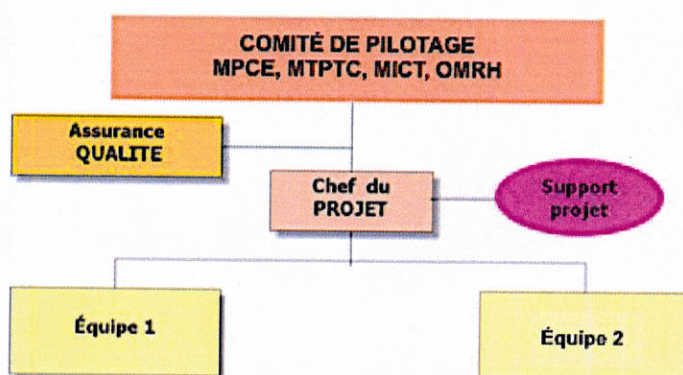 COMITÉ DE PILOTAGE
MPCE, MTPTC, MICT, OMRH
Assurance
QUALITE
Chef du
PROJET
Support
projet
Équipe 1
Équipe 2